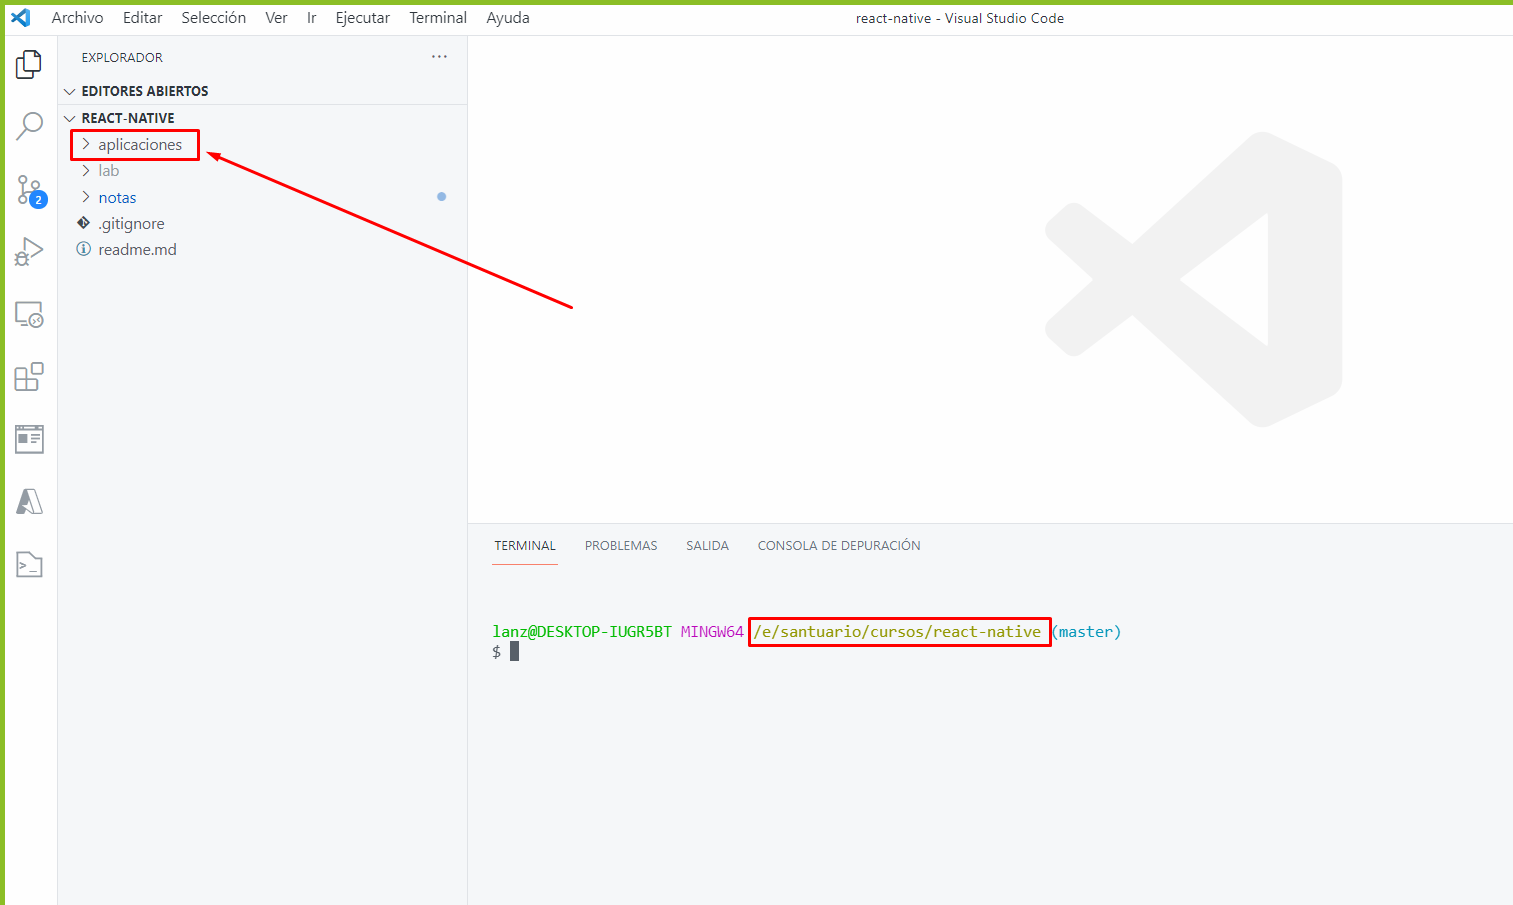 Archivo Editar Selección Ver Ir Ejecutar Terminal Ayuda
react-native - Visual Studio Code
EXPLORADOR
EDITORES ABIERTOS
REACT-NATIVE
aplicaciones
lab
notas
.gitignore
readme.md
2
TERMINAL PROBLEMAS SALIDA CONSOLA DE DEPURACIÓN
lanz@DESKTOP-IUGR5BT MINGW64 /e/santuario/cursos/react-native (master)
$